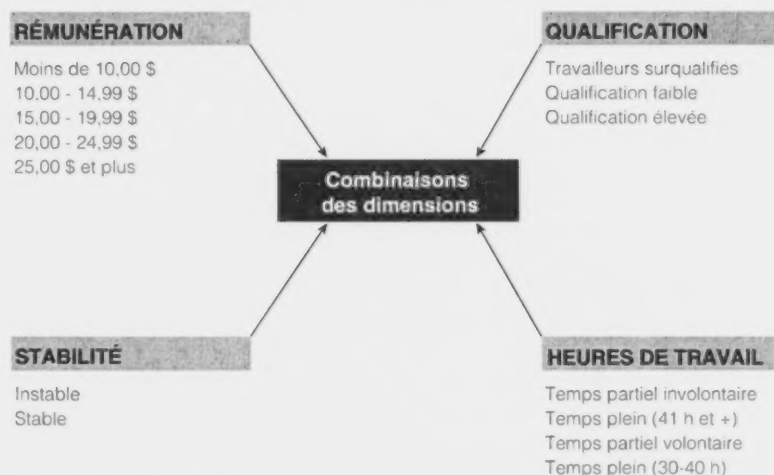 RÉMUNÉRATION
Moins de 10,00 $
10.00 - 14,99 $
15.00 - 19,99 $
20,00 - 24,99 $
25,00 $ et plus
QUALIFICATION
Travailleurs surqualifies
Qualification faible
Qualification élevée
Combinaisons
des dimensions
STABILITÉ
Instable
Stable
HEURES DE TRAVAIL
Temps partiel involontaire
Temps plein (41 h et +)
Temps partiel volontaire
Temps plein (30-40 h)